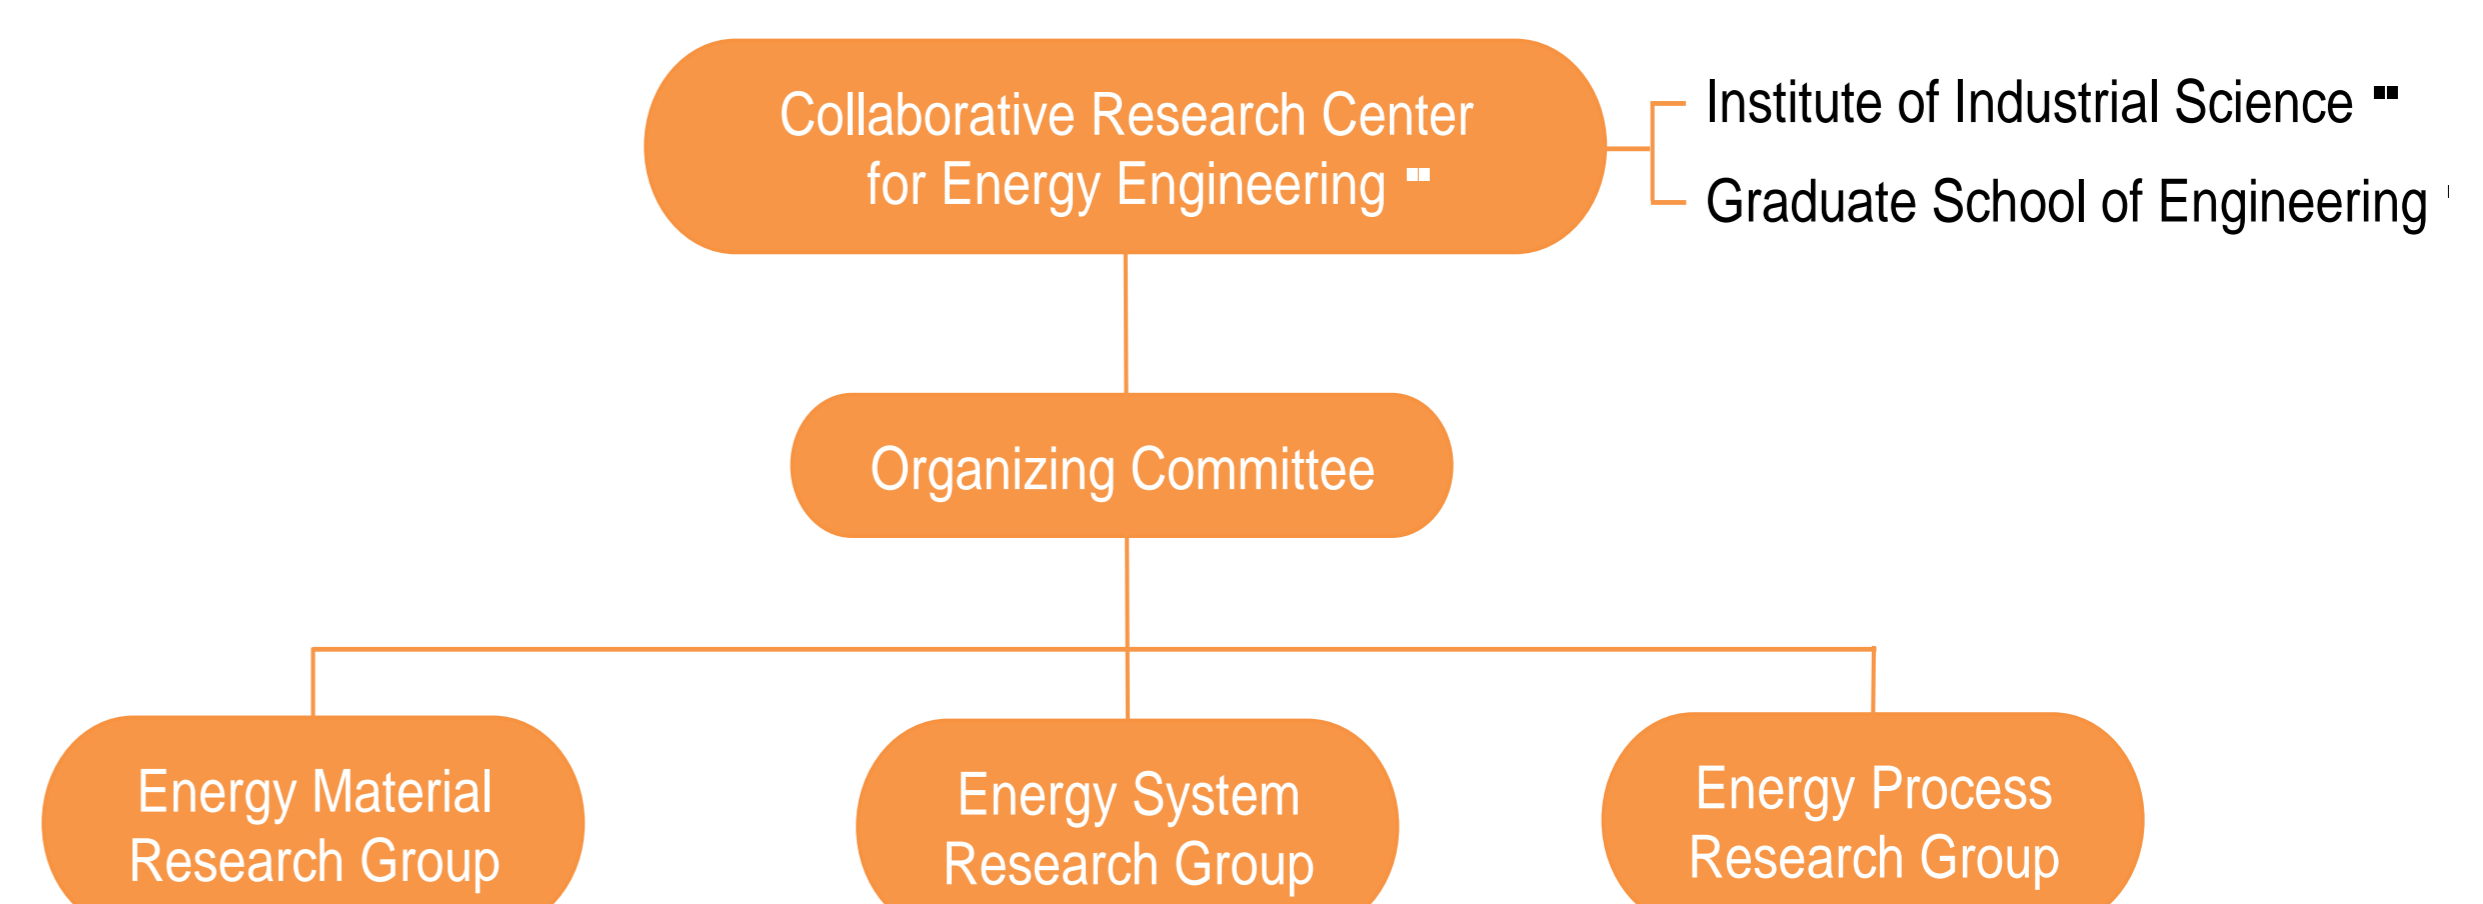 Collaborative Research Center
for Energy Engineering
Institute of Industrial Science
Graduate School of Engineering
Organizing Committee
Energy Material
Research Group
Energy System
Research Group
Energy Process
Research Group